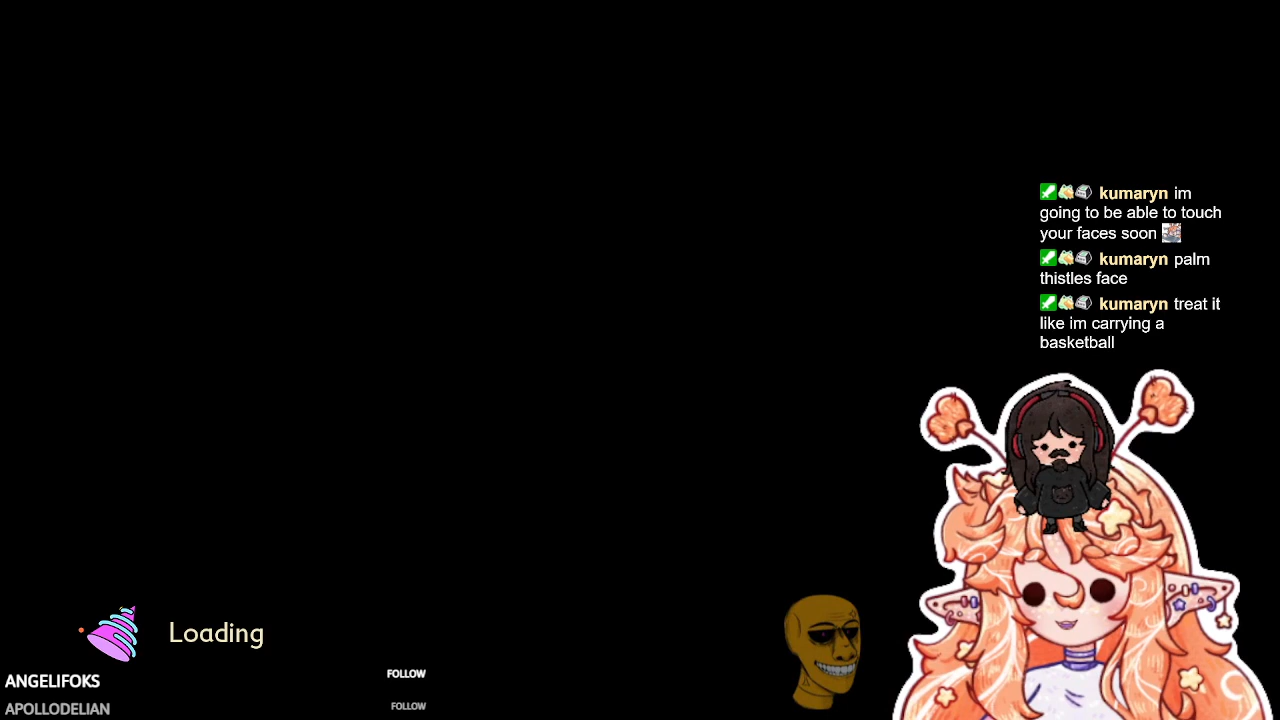 kumaryn im
going to be able to touch
your faces soon
kumaryn palm
thistles face
kumaryn treat it
like im carrying a
basketball
Loading
ANGELIFOKS FOLLOW
APOLLODELIAN FOLLOW